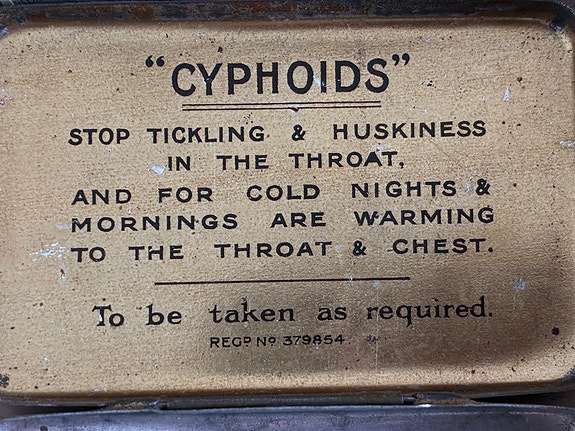 "CYPHOIDS"
STOP TICKLING & HUSKINESS
IN THE THROAT,
AND FOR COLD NIGHTS &
MORNINGS ARE WARMING
TO THE THROAT & CHEST.
To be taken as required.
REGD No 379854